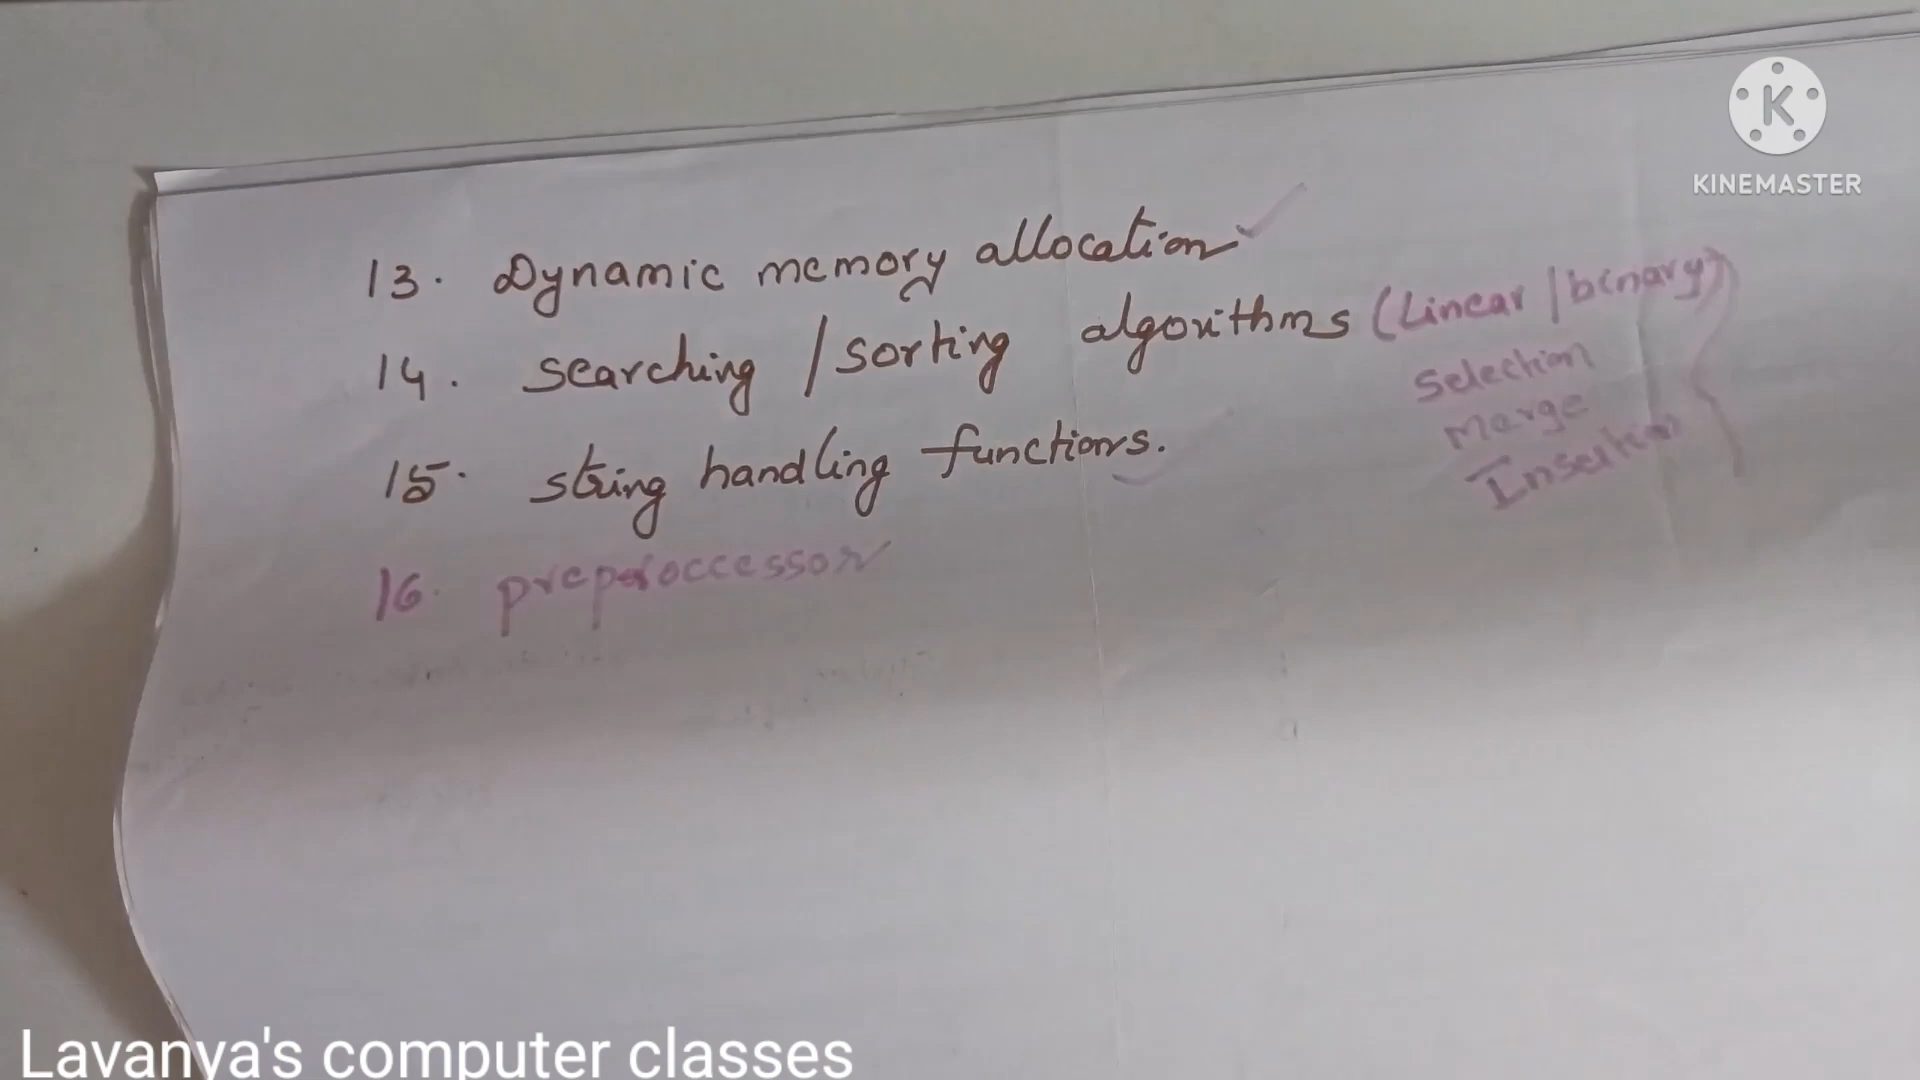 KINEMASTER
13. Dynamic memory allocation
14. searching / sorting algorithms (Linear / binary)
selection
merge
Insertion
15. string handling functions.
16. preproccessor
Lavanya's computer classes